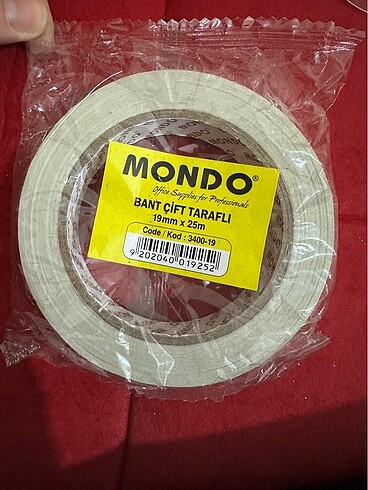 MONDO®
Office Supplies for Professionals
BANT ÇİFT TARAFLI
19mm x 25m
Code / Kod : 3400-19
9 202040 019252